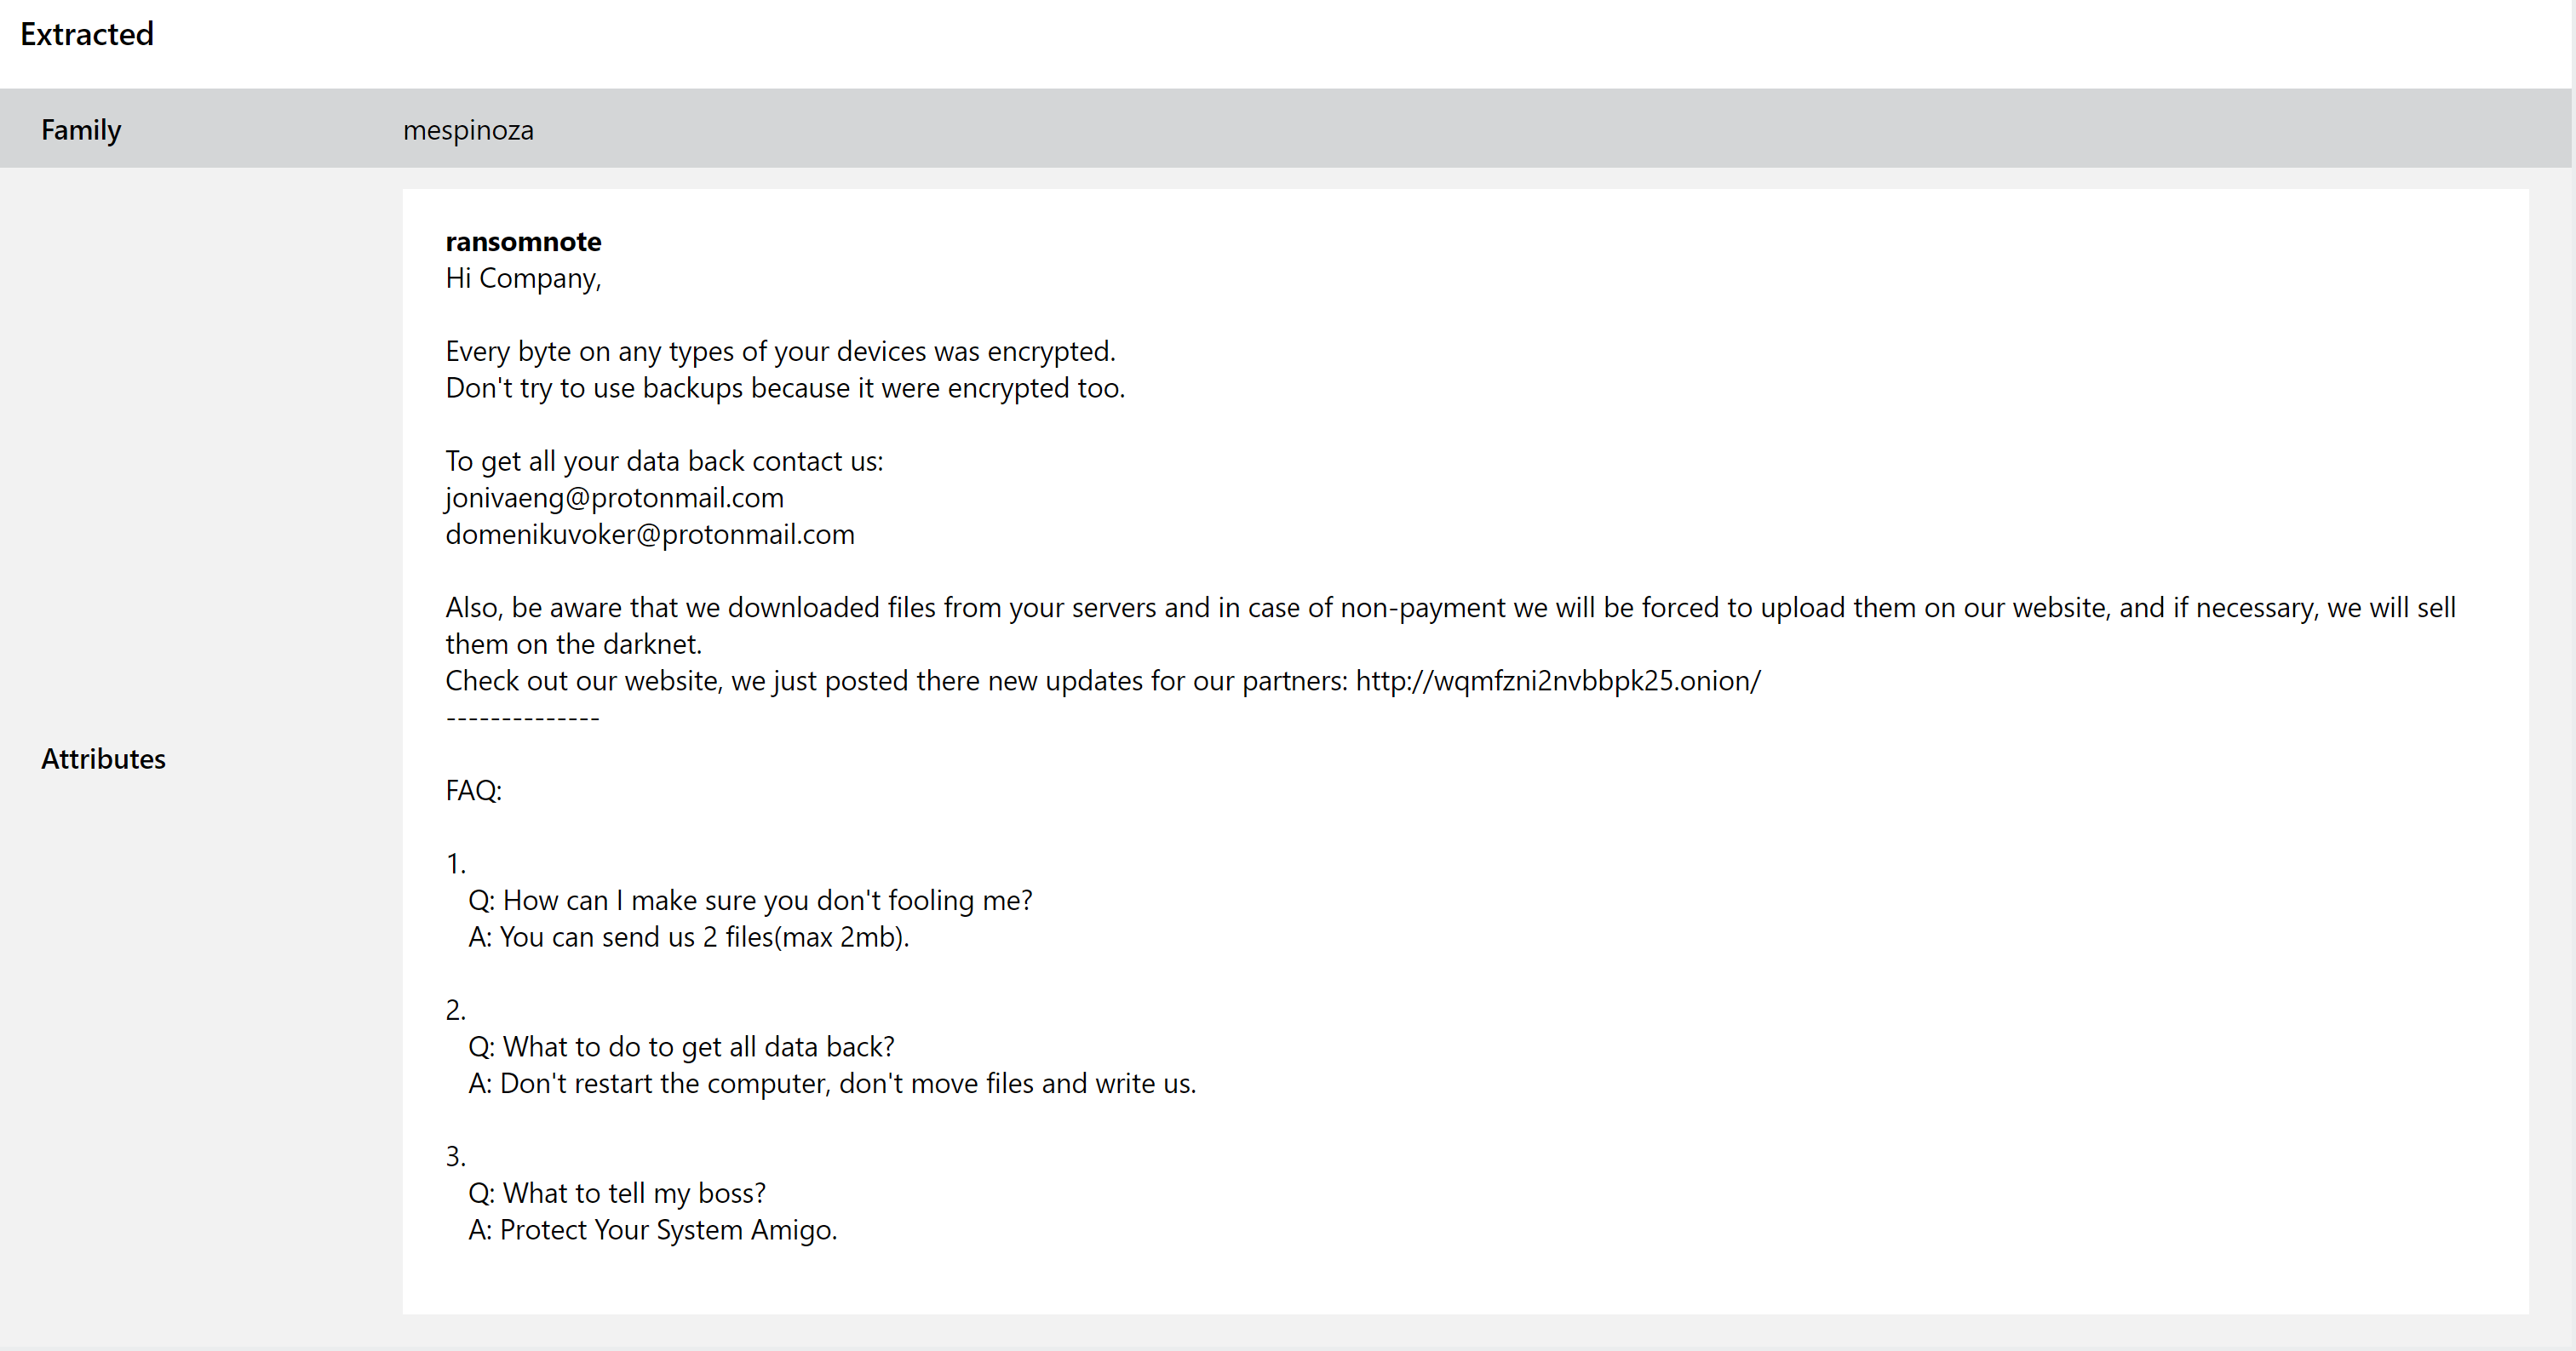 Extracted
Family mespinoza
Attributes
ransomnote
Hi Company,
Every byte on any types of your devices was encrypted.
Don't try to use backups because it were encrypted too.
To get all your data back contact us:
jonivaeng@protonmail.com
domenikuvoker@protonmail.com
Also, be aware that we downloaded files from your servers and in case of non-payment we will be forced to upload them on our website, and if necessary, we will sell
them on the darknet.
Check out our website, we just posted there new updates for our partners: http://wqmfzni2nvbbpk25.onion/
--------------
FAQ:
1.
Q: How can I make sure you don't fooling me?
A: You can send us 2 files(max 2mb).
2.
Q: What to do to get all data back?
A: Don't restart the computer, don't move files and write us.
3.
Q: What to tell my boss?
A: Protect Your System Amigo.